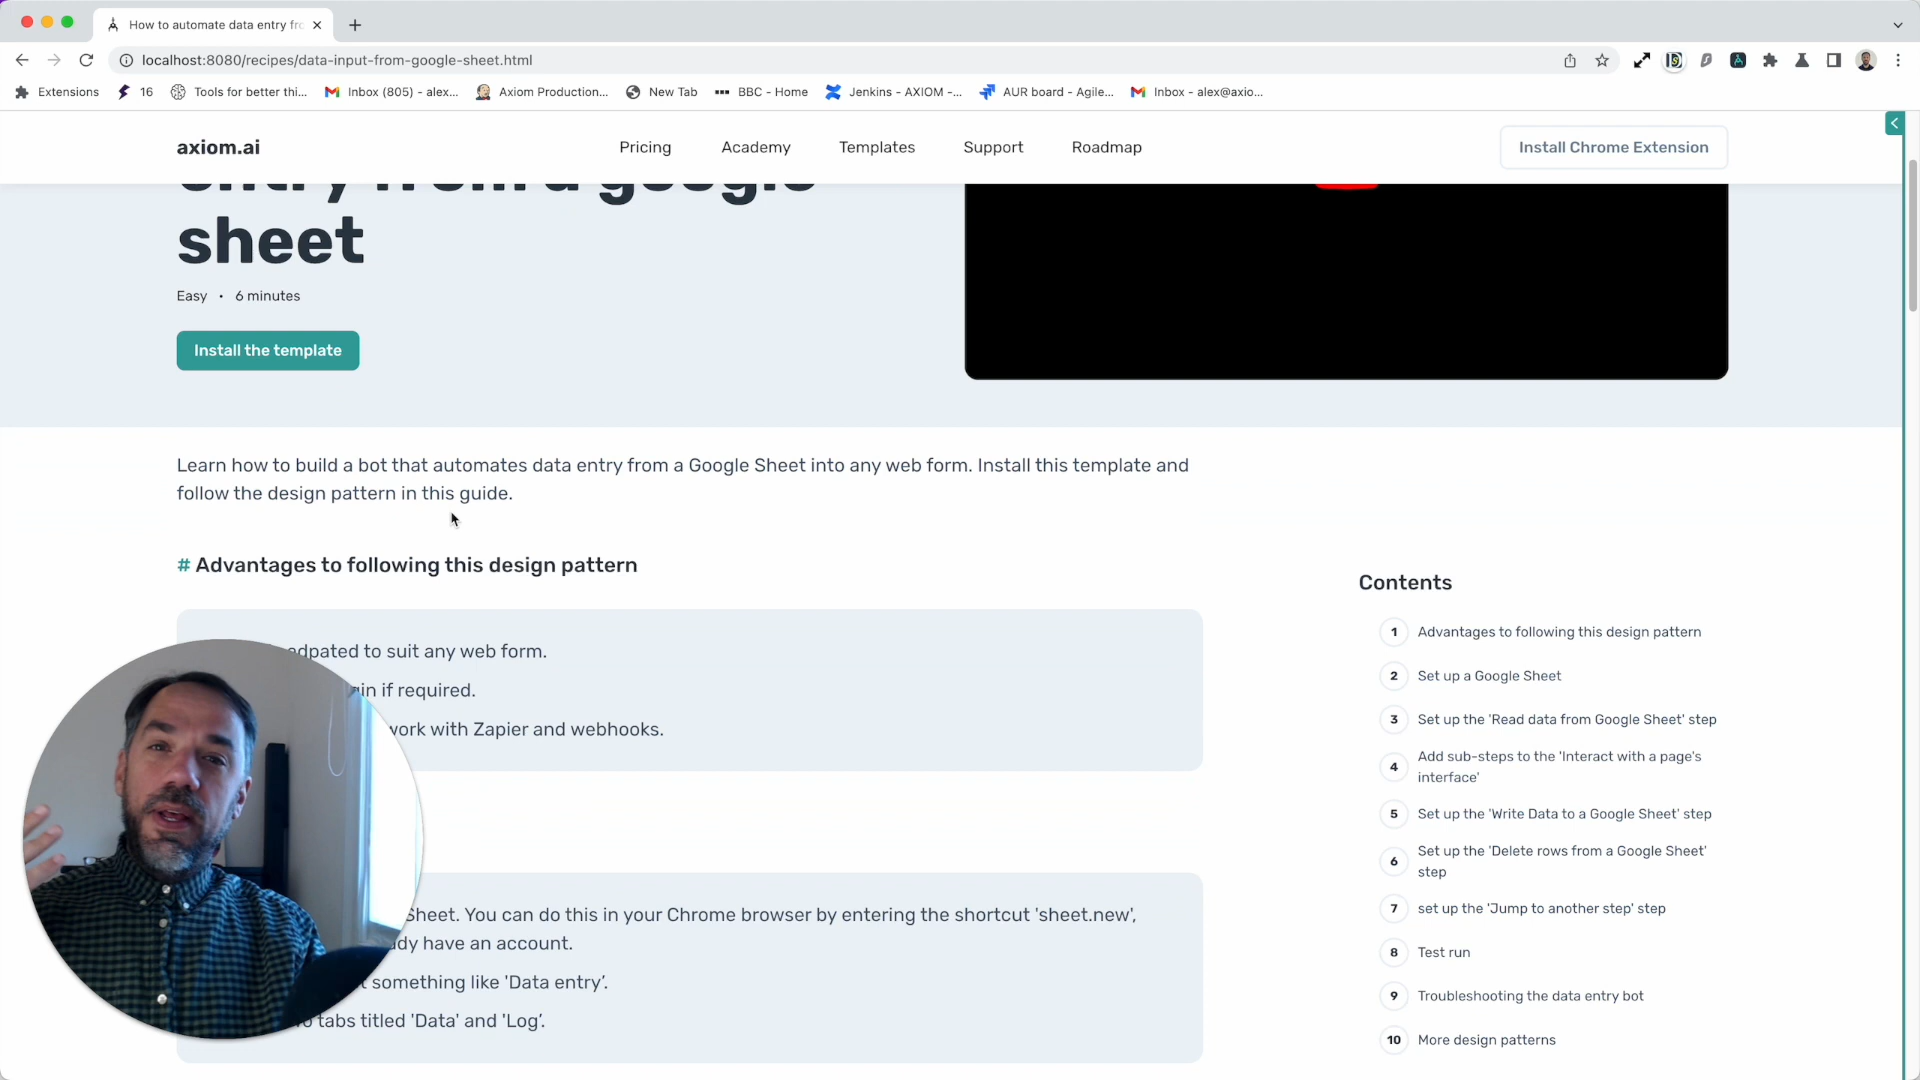 How to automate data entry fro
localhost:8080/recipes/data-input-from-google-sheet.html
Extensions
16
Tools for better thi...
Inbox (805) - alex...
Axiom Production...
New Tab
BBC - Home
Jenkins - AXIOM -...
AUR board - Agile...
Inbox - alex@axio...
axiom.ai
Pricing
Academy
Templates
Support
Roadmap
Install Chrome Extension
entry from a google
sheet
Easy • 6 minutes
Install the template
Learn how to build a bot that automates data entry from a Google Sheet into any web form. Install this template and
follow the design pattern in this guide.
# Advantages to following this design pattern
adpated to suit any web form.
if required.
work with Zapier and webhooks.
Sheet. You can do this in your Chrome browser by entering the shortcut 'sheet.new',
have an account.
something like 'Data entry'.
tabs titled 'Data' and 'Log'.
Contents
1 Advantages to following this design pattern
2 Set up a Google Sheet
3 Set up the 'Read data from Google Sheet' step
4 Add sub-steps to the 'Interact with a page's
interface'
5 Set up the 'Write Data to a Google Sheet' step
6 Set up the 'Delete rows from a Google Sheet'
step
7 set up the 'Jump to another step' step
8 Test run
9 Troubleshooting the data entry bot
10 More design patterns